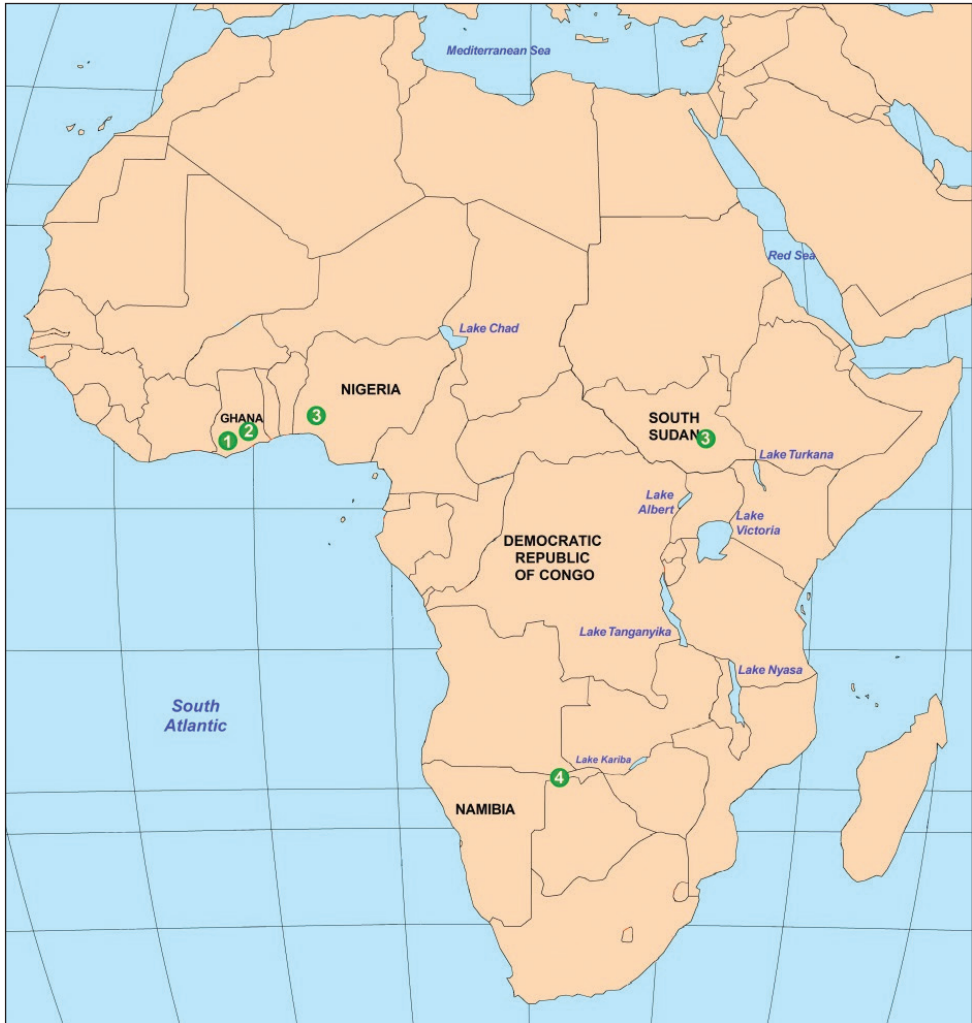 Mediterranean Sea
Red Sea
Lake Chad
NIGERIA
GHANA
3
2
1
SOUTH
SUDAN
3
Lake Turkana
Lake
Albert
Lake
Victoria
DEMOCRATIC
REPUBLIC
OF CONGO
Lake Tanganyika
Lake Nyasa
South
Atlantic
Lake Kariba
4
NAMIBIA